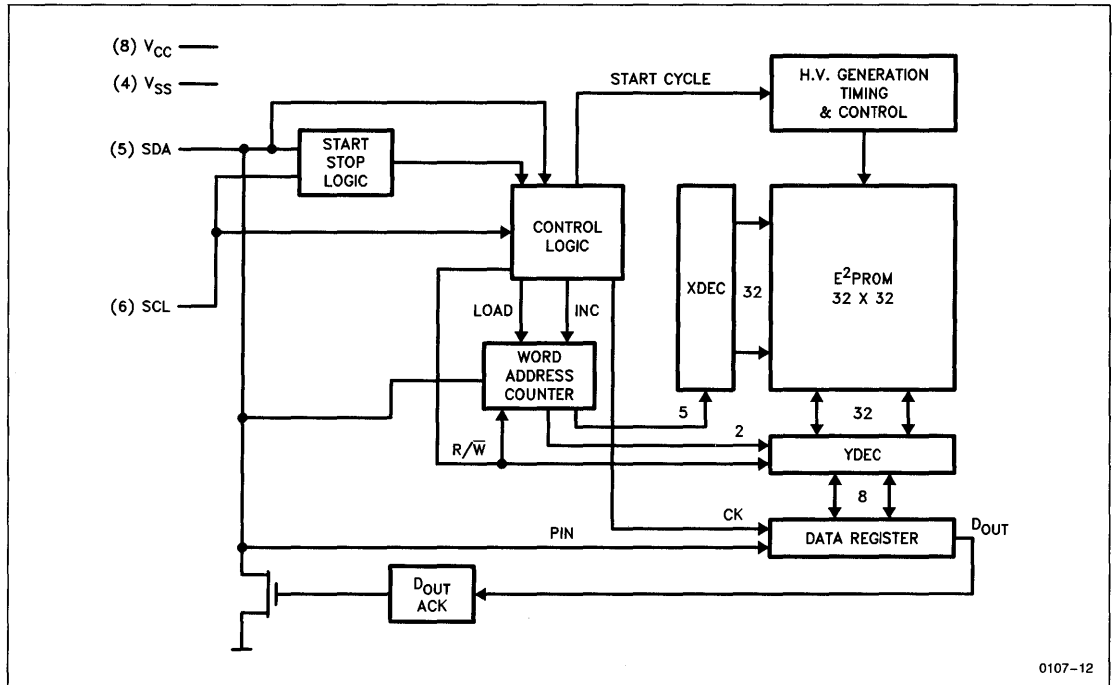 (8) VCC
(4) VSS
(5) SDA
(6) SCL
START
STOP
LOGIC
START CYCLE
H.V. GENERATION
TIMING
& CONTROL
CONTROL
LOGIC
XDEC
32
E²PROM
32 X 32
LOAD
INC
WORD
ADDRESS
COUNTER
5
32
2
R/W̅
YDEC
8
CK
PIN
DATA REGISTER
DOUT
DOUT
ACK
0107-12